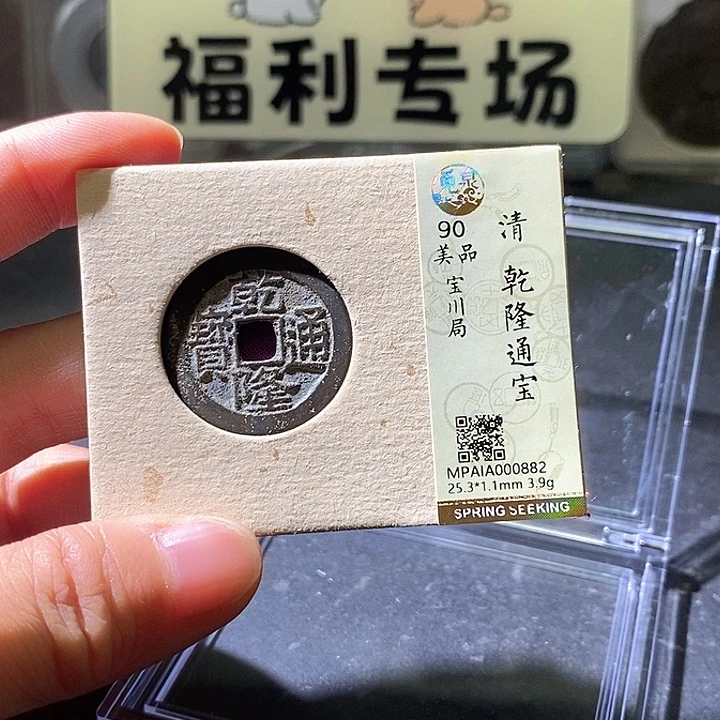 福利专场
乾隆通寳
清 乾隆通宝
90
美品
宝川局
MPAIA000882
25.3*1.1mm 3.9g
SPRING SEEKING